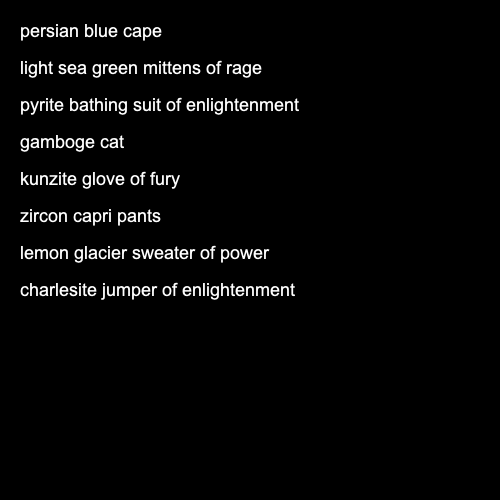 persian blue cape
light sea green mittens of rage
pyrite bathing suit of enlightenment
gamboge cat
kunzite glove of fury
zircon capri pants
lemon glacier sweater of power
charlesite jumper of enlightenment